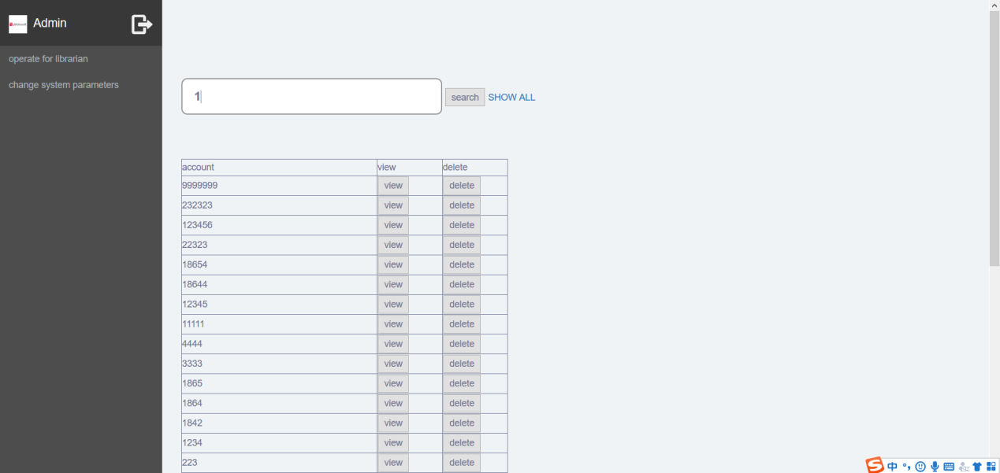 Admin
operate for librarian
change system parameters
1
search SHOW ALL
account view delete
9999999 view delete
232323 view delete
123456 view delete
22323 view delete
18654 view delete
18644 view delete
12345 view delete
11111 view delete
4444 view delete
3333 view delete
1865 view delete
1864 view delete
1842 view delete
1234 view delete
223 view delete
中